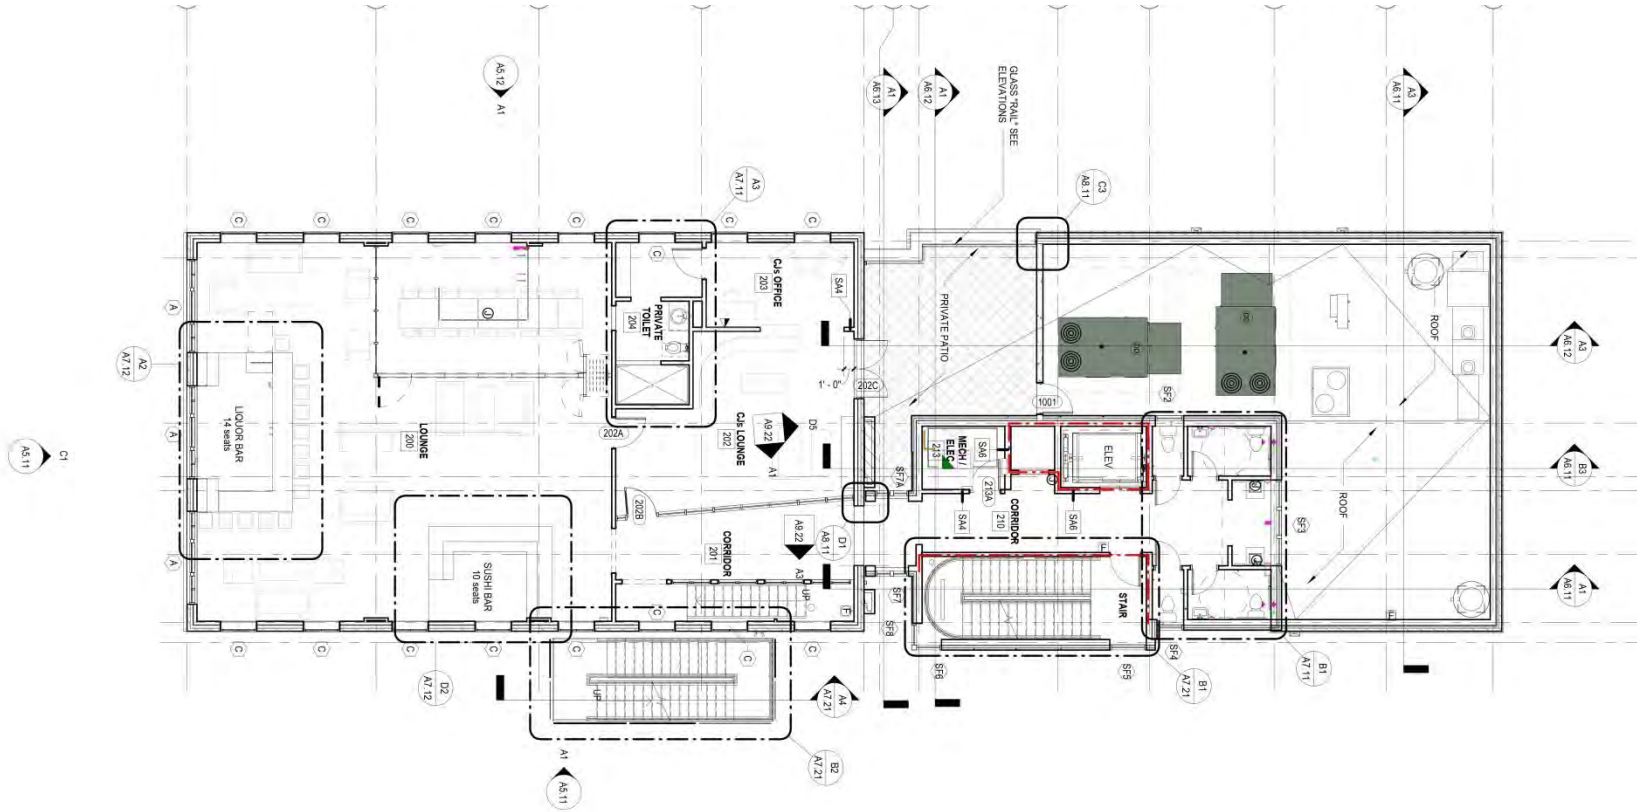 A5.12
A1
A1
A6.13
A1
A6.12
GLASS "RAIL" SEE
ELEVATIONS
A3
A6.11
A3
A7.11
C3
A8.11
C
C
C
C
C
C
C
C
CJs OFFICE
203
SA4
PRIVATE
TOILET
204
PRIVATE PATIO
ROOF
A
A3
A6.12
A2
A7.12
J
1' - 0"
202C
1001
SF2
LIQUOR BAR
14 seats
LOUNGE
200
202A
CJs LOUNGE
202
A9.22
D5
A1
MECH /
ELEC
213
SA6
ELEV
A5.11
C1
A
B3
A6.11
SF7A
213A
202B
SA4
CORRIDOR
210
SA6
SF3
ROOF
A9.22
D1
A8.11
CORRIDOR
201
A3
UP
F
A
SUSHI BAR
10 seats
SF7
STAIR
F
A1
A6.11
C
F
SF8
SF4
C
C
C
C
C
C
C
C
SF6
SF5
D2
A7.12
UP
A4
A7.21
B1
A7.21
B1
A7.11
A1
A5.11
B2
A7.21